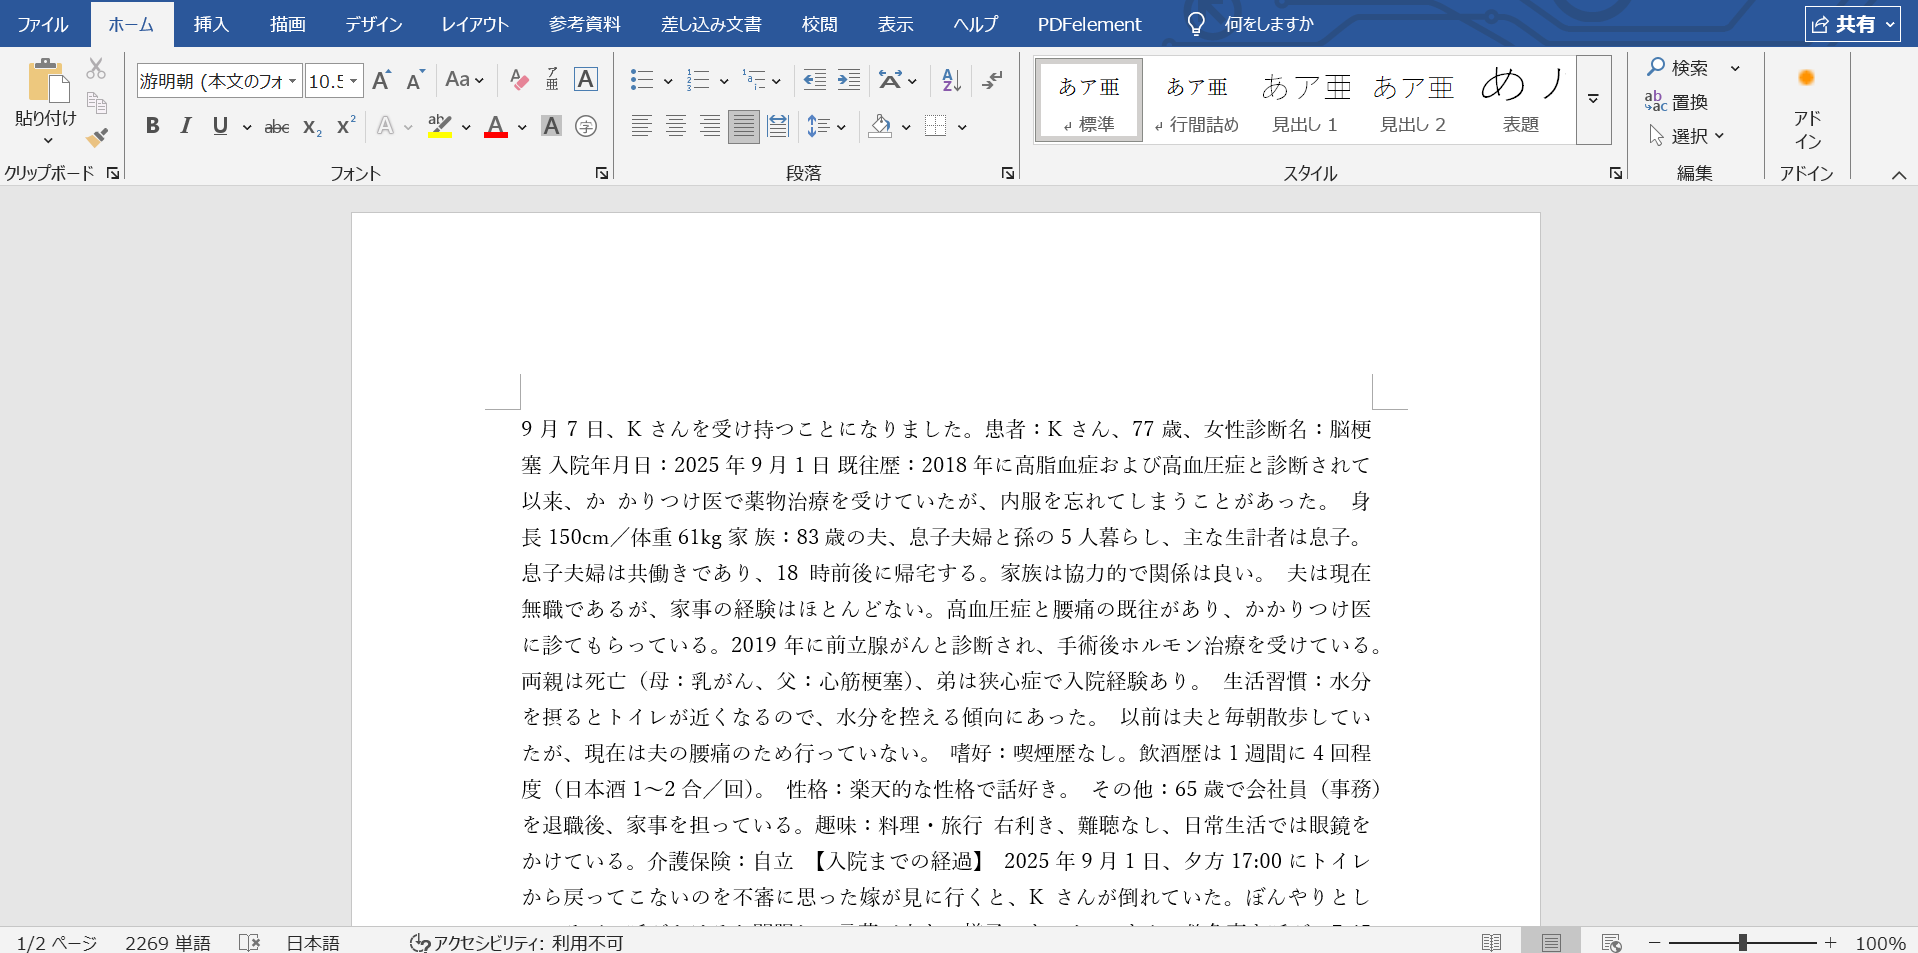 ファイル ホーム 挿入 描画 デザイン レイアウト 参考資料 差し込み文書 校閲 表示 ヘルプ PDFelement 何をしますか 共有
貼り付け
クリップボード
游明朝 (本文のフォ 10.5
フォント
段落
あア亜 標準
あア亜 行間詰め
あア亜 見出し 1
あア亜 見出し 2
表題
スタイル
検索
置換
選択
編集
アド
イン
アドイン
9 月 7 日、K さんを受け持つことになりました。患者：K さん、77 歳、女性診断名：脳梗
塞 入院年月日：2025 年 9 月 1 日 既往歴：2018 年に高脂血症および高血圧症と診断されて
以来、か かりつけ医で薬物治療を受けていたが、内服を忘れてしまうことがあった。 身
長 150cm／体重 61kg 家 族：83 歳の夫、息子夫婦と孫の 5 人暮らし、主な生計者は息子。
息子夫婦は共働きであり、18 時前後に帰宅する。家族は協力的で関係は良い。 夫は現在
無職であるが、家事の経験はほとんどない。高血圧症と腰痛の既往があり、かかりつけ医
に診てもらっている。2019 年に前立腺がんと診断され、手術後ホルモン治療を受けている。
両親は死亡（母：乳がん、父：心筋梗塞）、弟は狭心症で入院経験あり。 生活習慣：水分
を摂るとトイレが近くなるので、水分を控える傾向にあった。 以前は夫と毎朝散歩してい
たが、現在は夫の腰痛のため行っていない。 嗜好：喫煙歴なし。飲酒歴は 1 週間に 4 回程
度（日本酒 1～2 合／回）。 性格：楽天的な性格で話好き。 その他：65 歳で会社員（事務）
を退職後、家事を担っている。趣味：料理・旅行 右利き、難聴なし、日常生活では眼鏡を
かけている。介護保険：自立 【入院までの経過】 2025 年 9 月 1 日、夕方 17:00 にトイレ
から戻ってこないのを不審に思った嫁が見に行くと、K さんが倒れていた。ぼんやりとし
1/2 ページ 2269 単語 日本語 アクセシビリティ: 利用不可 100%